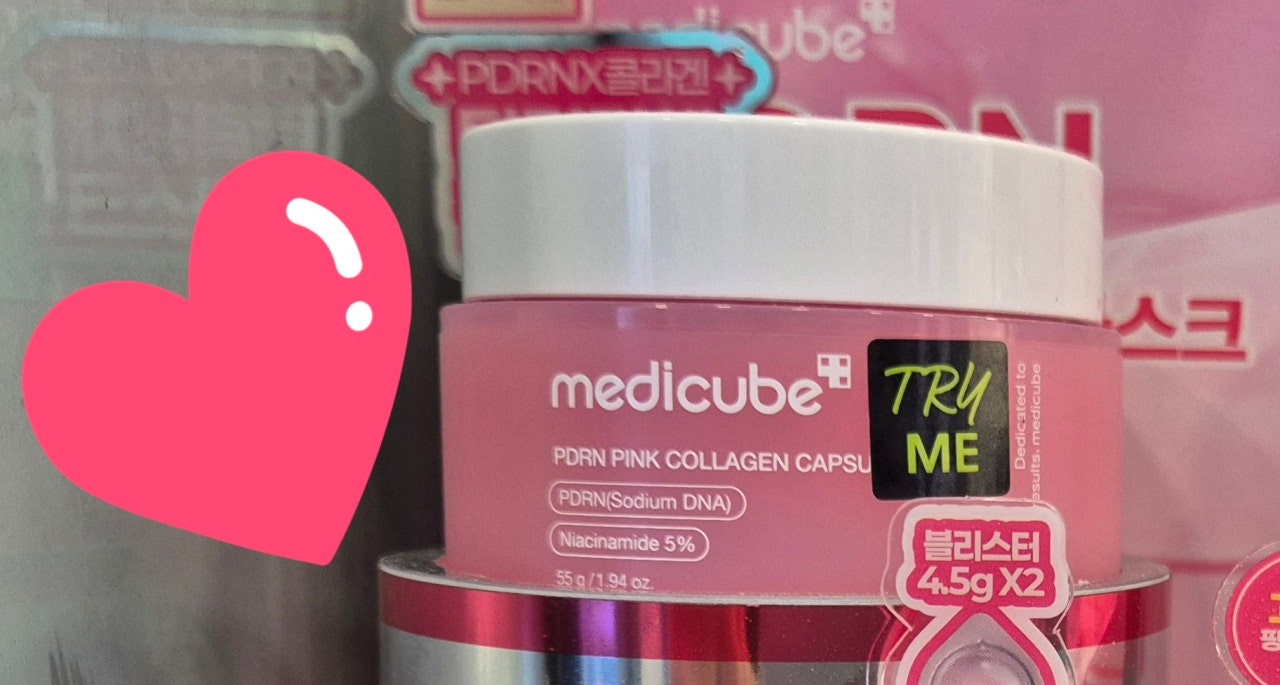 medicube
PDRNX콜라겐
스크
medicube
PDRN PINK COLLAGEN CAPSU
PDRN(Sodium DNA)
Niacinamide 5%
55 g / 1.94 oz.
TRY
ME
Dedicated to
esults. medicube
블리스터
4.5g X2